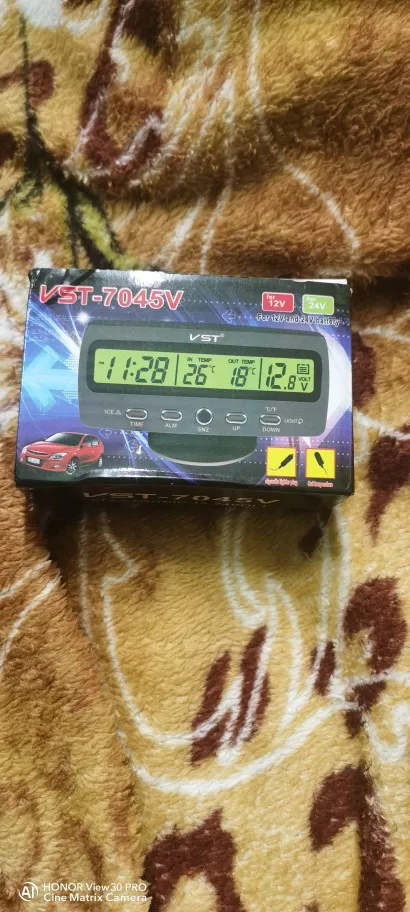 VST-7045V
for 12V
for 24V
For 12V and 24V battery
VST
-11:28
IN TEMP
26°C
OUT TEMP
18°C
12.8 VOLT V
ICE
TIME
ALM
SNZ
UP
°C/°F
DOWN
LIGHT
VST-7045V
HONOR View30 PRO
Cine Matrix Camera